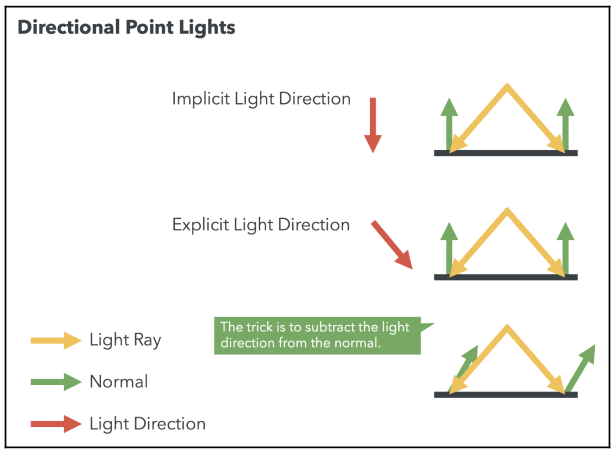 Directional Point Lights
Implicit Light Direction
Explicit Light Direction
The trick is to subtract the light
direction from the normal.
Light Ray
Normal
Light Direction